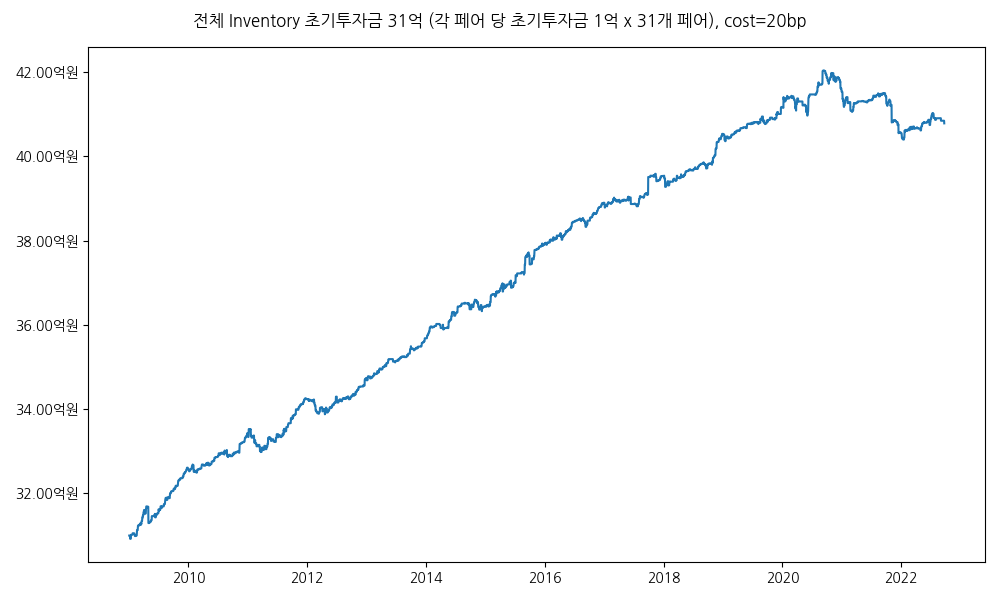 전체 Inventory 초기투자금 31억 (각 페어 당 초기투자금 1억 x 31개 페어), cost=20bp
42.00억원
40.00억원
38.00억원
36.00억원
34.00억원
32.00억원
2010 2012 2014 2016 2018 2020 2022